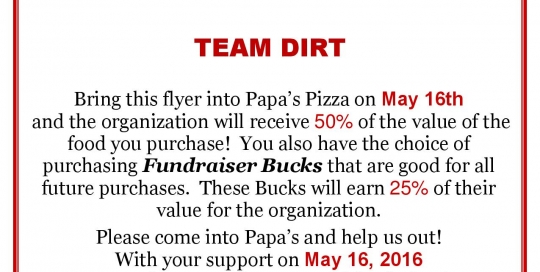 TEAM DIRT
Bring this flyer into Papa's Pizza on May 16th
and the organization will receive 50% of the value of the
food you purchase!  You also have the choice of
purchasing Fundraiser Bucks that are good for all
future purchases.  These Bucks will earn 25% of their
value for the organization.
Please come into Papa's and help us out!
With your support on May 16, 2016